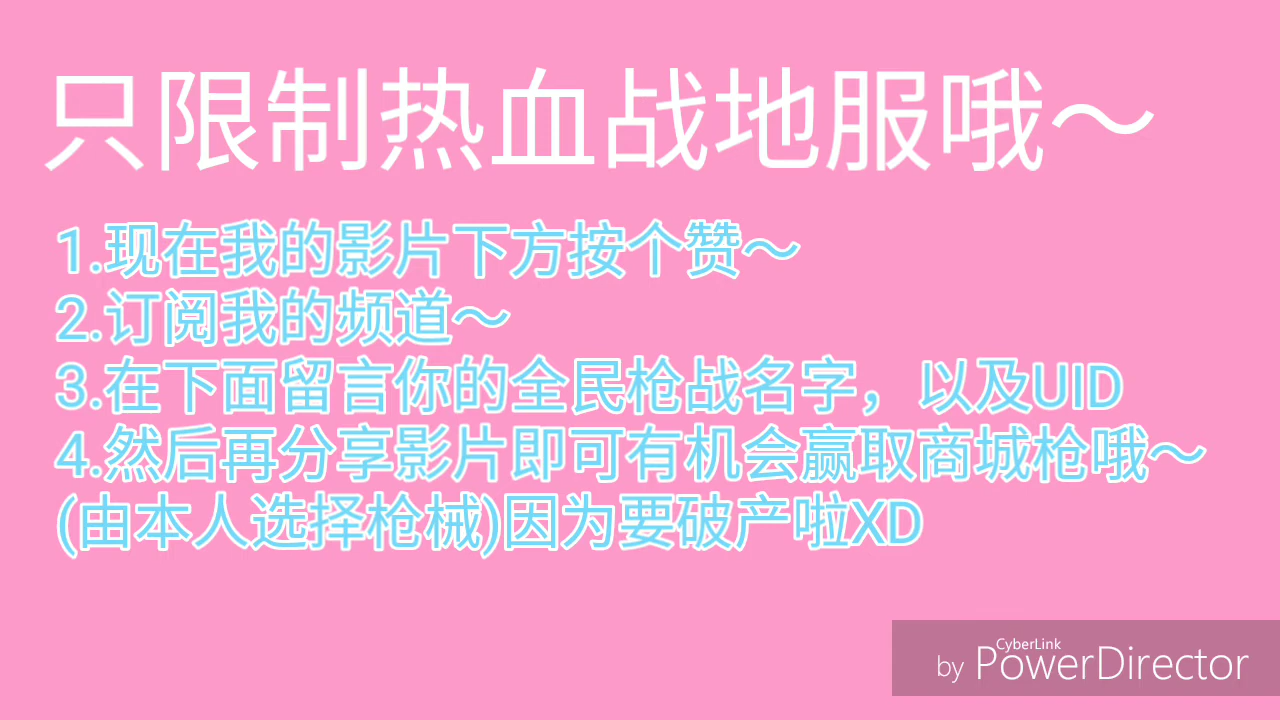 只限制热血战地服哦～
1.现在我的影片下方按个赞～
2.订阅我的频道～
3.在下面留言你的全民枪战名字，以及UID
4.然后再分享影片即可有机会赢取商城枪哦～
(由本人选择枪械)因为要破产啦XD
CyberLink
by PowerDirector